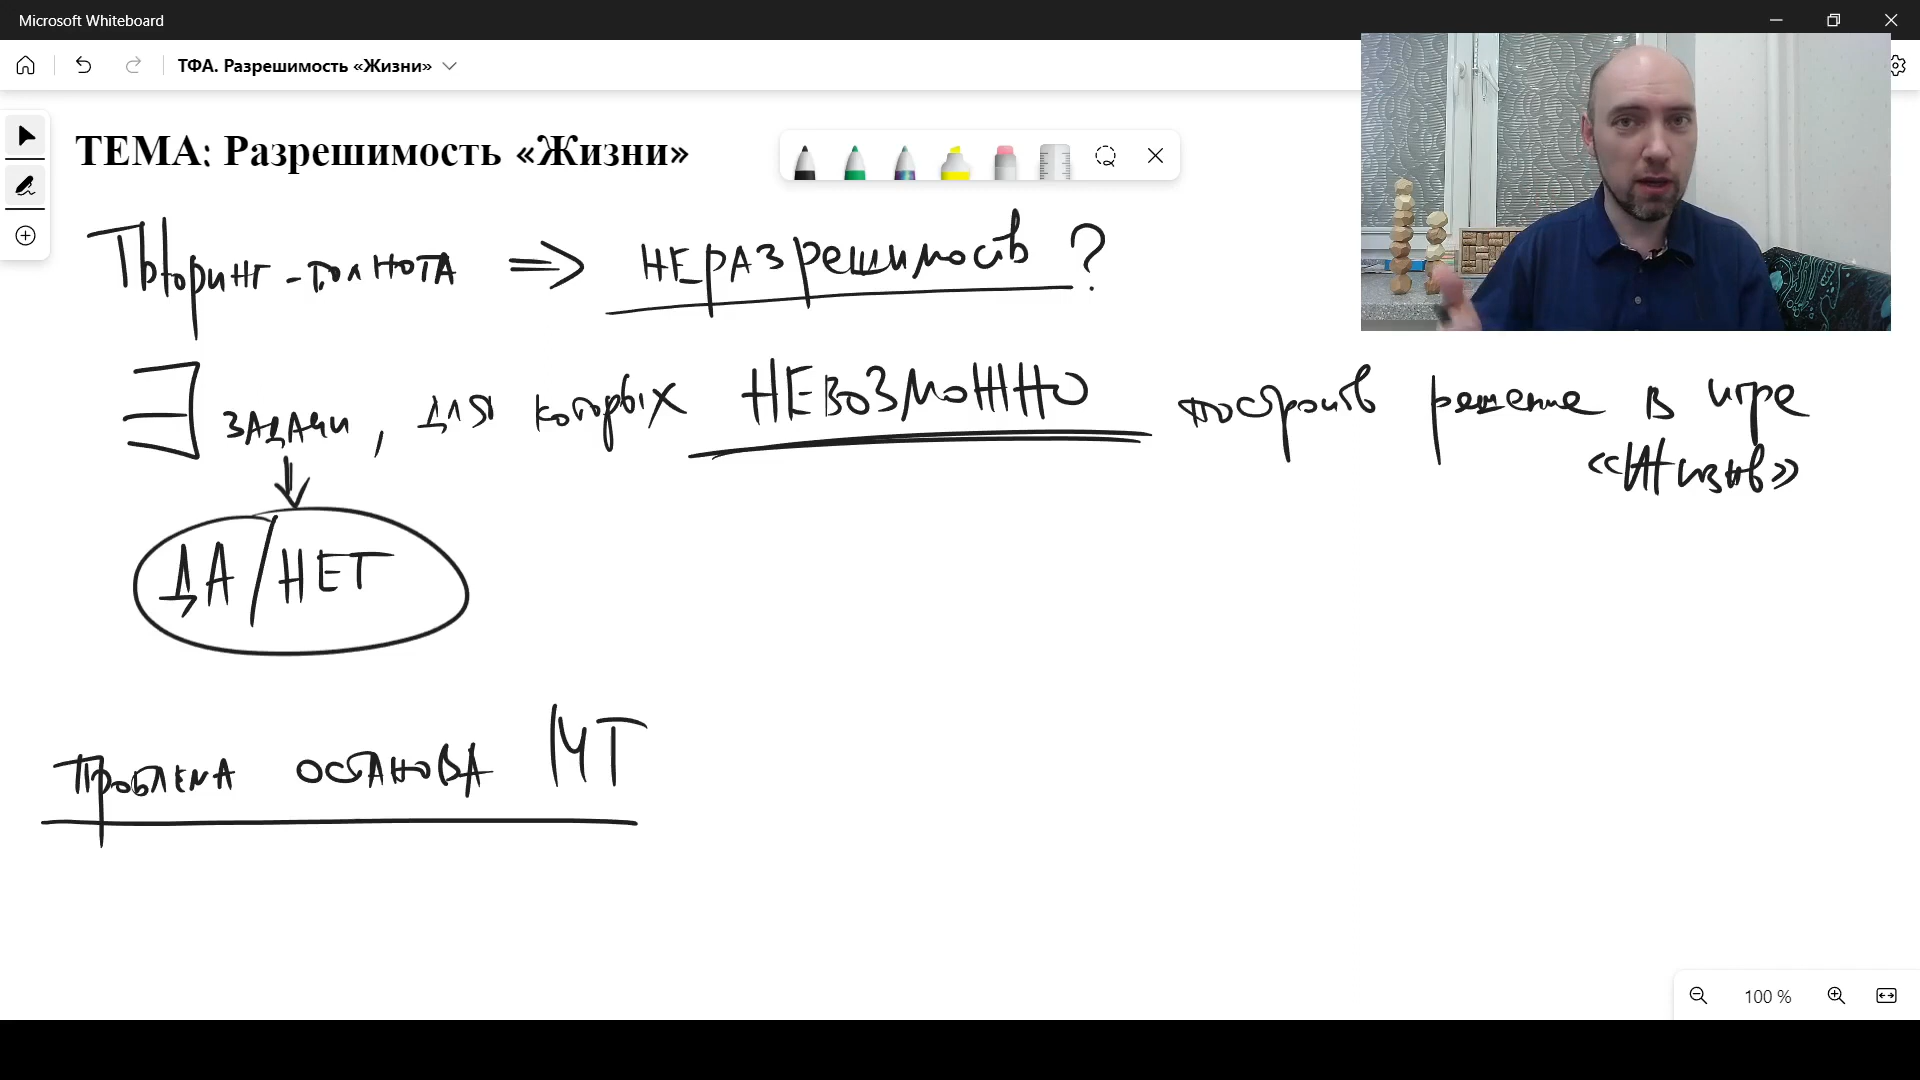 Microsoft Whiteboard
ТФА. Разрешимость «Жизни»
ТЕМА: Разрешимость «Жизни»
Тьюринг-полнота ⇒ неразрешимость?
∃ задачи, для которых НЕВОЗМОЖНО построить решение в игре
«Жизнь»
ДА/НЕТ
Проблема останова МТ
100 %